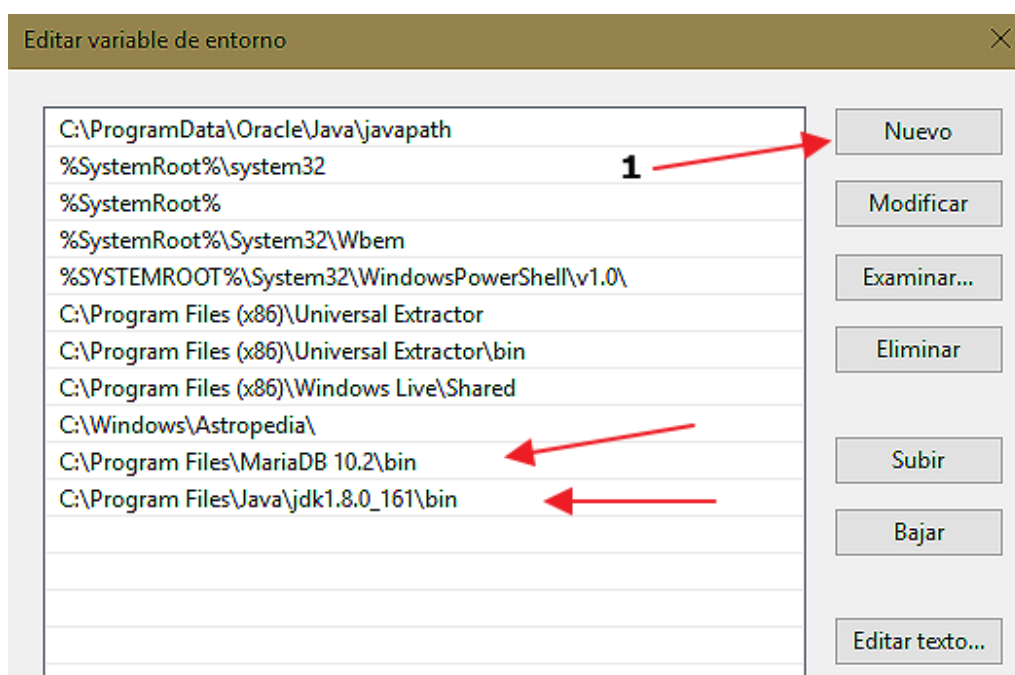 Editar variable de entorno
C:\ProgramData\Oracle\Java\javapath
%SystemRoot%\system32
%SystemRoot%
%SystemRoot%\System32\Wbem
%SYSTEMROOT%\System32\WindowsPowerShell\v1.0\
C:\Program Files (x86)\Universal Extractor
C:\Program Files (x86)\Universal Extractor\bin
C:\Program Files (x86)\Windows Live\Shared
C:\Windows\Astropedia\
C:\Program Files\MariaDB 10.2\bin
C:\Program Files\Java\jdk1.8.0_161\bin
1
Nuevo
Modificar
Examinar...
Eliminar
Subir
Bajar
Editar texto...